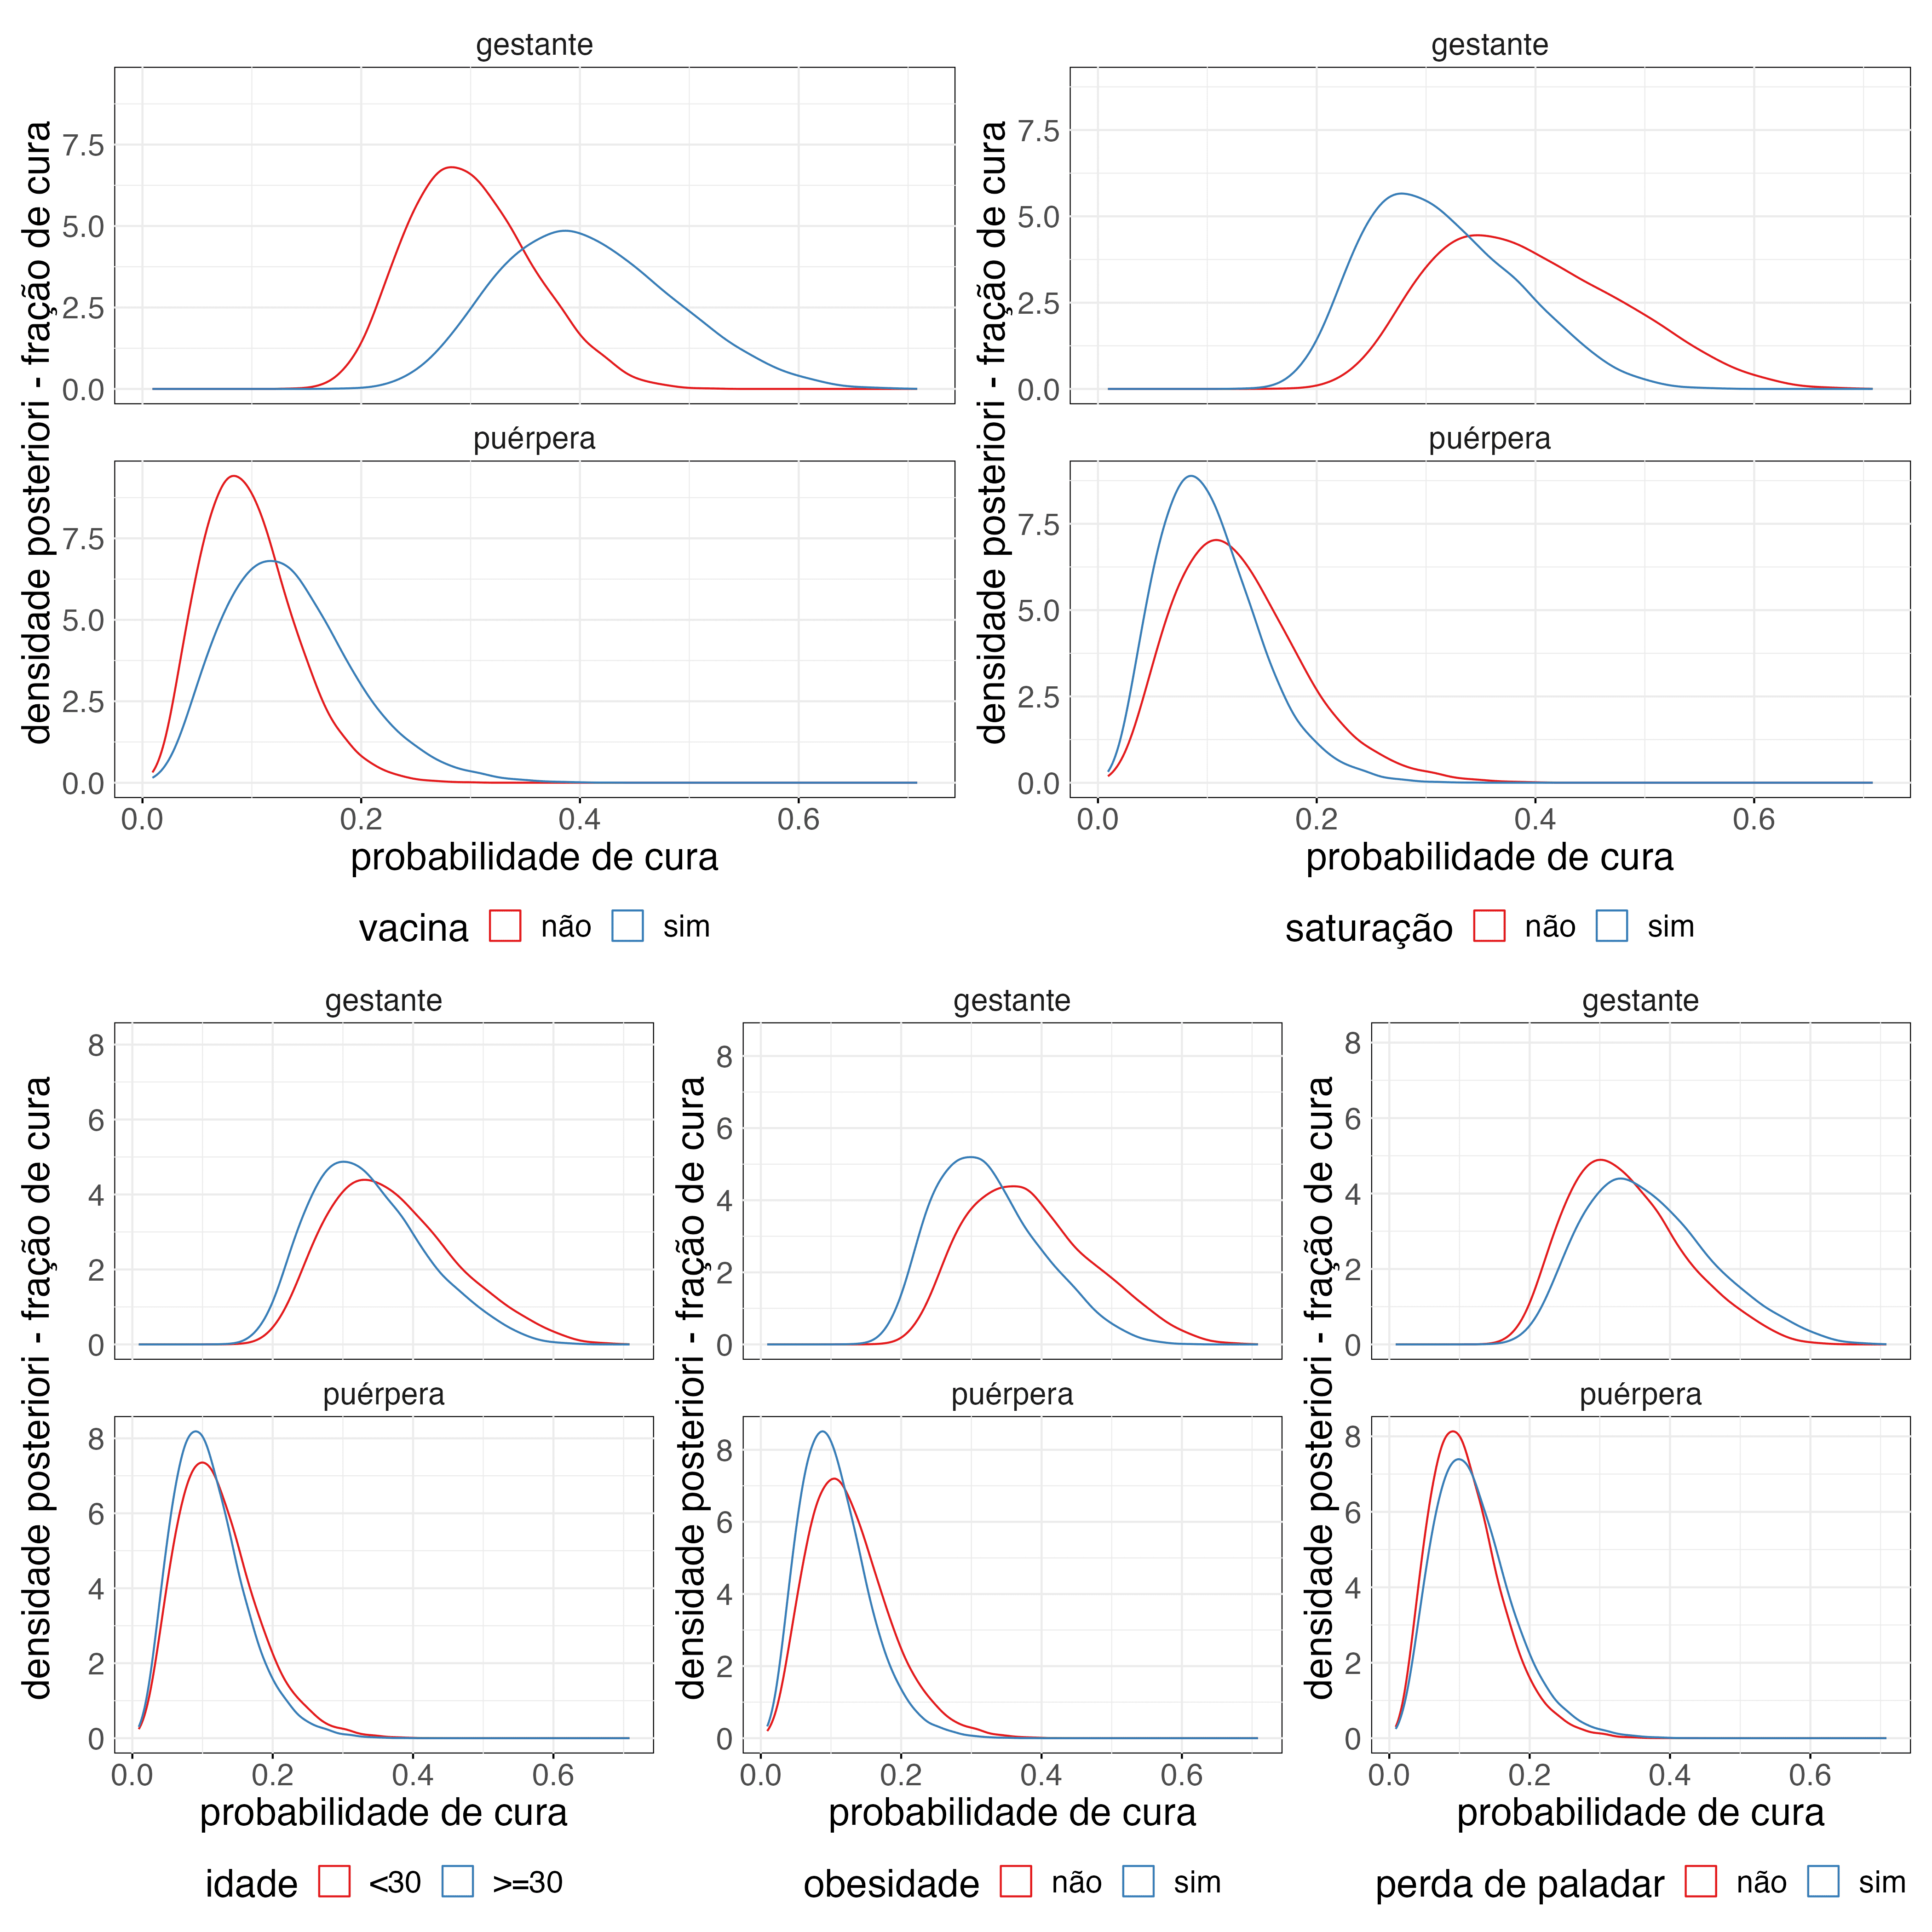 gestante
densidade posteriori - fração de cura
7.5
5.0
2.5
0.0
puérpera
7.5
5.0
2.5
0.0
0.0 0.2 0.4 0.6
probabilidade de cura
vacina não sim
gestante
densidade posteriori - fração de cura
7.5
5.0
2.5
0.0
puérpera
7.5
5.0
2.5
0.0
0.0 0.2 0.4 0.6
probabilidade de cura
saturação não sim
gestante
densidade posteriori - fração de cura
8
6
4
2
0
puérpera
8
6
4
2
0
0.0 0.2 0.4 0.6
probabilidade de cura
idade <30 >=30
gestante
densidade posteriori - fração de cura
8
6
4
2
0
puérpera
8
6
4
2
0
0.0 0.2 0.4 0.6
probabilidade de cura
obesidade não sim
gestante
densidade posteriori - fração de cura
8
6
4
2
0
puérpera
8
6
4
2
0
0.0 0.2 0.4 0.6
probabilidade de cura
perda de paladar não sim